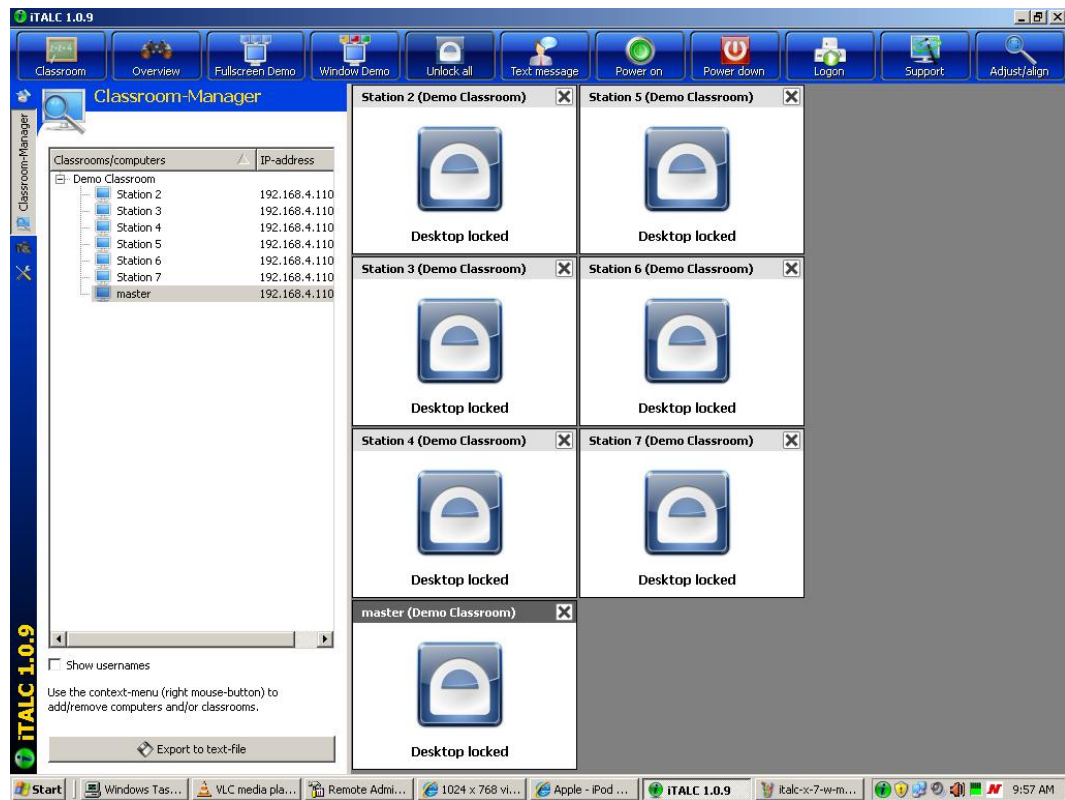 iTALC 1.0.9
Classroom
Overview
Fullscreen Demo
Window Demo
Unlock all
Text message
Power on
Power down
Logon
Support
Adjust/align
Classroom-Manager
Classroom-Manager
Classrooms/computers
IP-address
Demo Classroom
Station 2 192.168.4.110
Station 3 192.168.4.110
Station 4 192.168.4.110
Station 5 192.168.4.110
Station 6 192.168.4.110
Station 7 192.168.4.110
master 192.168.4.110
Show usernames
Use the context-menu (right mouse-button) to
add/remove computers and/or classrooms.
Export to text-file
iTALC 1.0.9
Station 2 (Demo Classroom)
Desktop locked
Station 5 (Demo Classroom)
Desktop locked
Station 3 (Demo Classroom)
Desktop locked
Station 6 (Demo Classroom)
Desktop locked
Station 4 (Demo Classroom)
Desktop locked
Station 7 (Demo Classroom)
Desktop locked
master (Demo Classroom)
Desktop locked
Start
Windows Tas...
VLC media pla...
Remote Admi...
1024 x 768 vi...
Apple - iPod ...
iTALC 1.0.9
italc-x-7-w-m...
N
9:57 AM